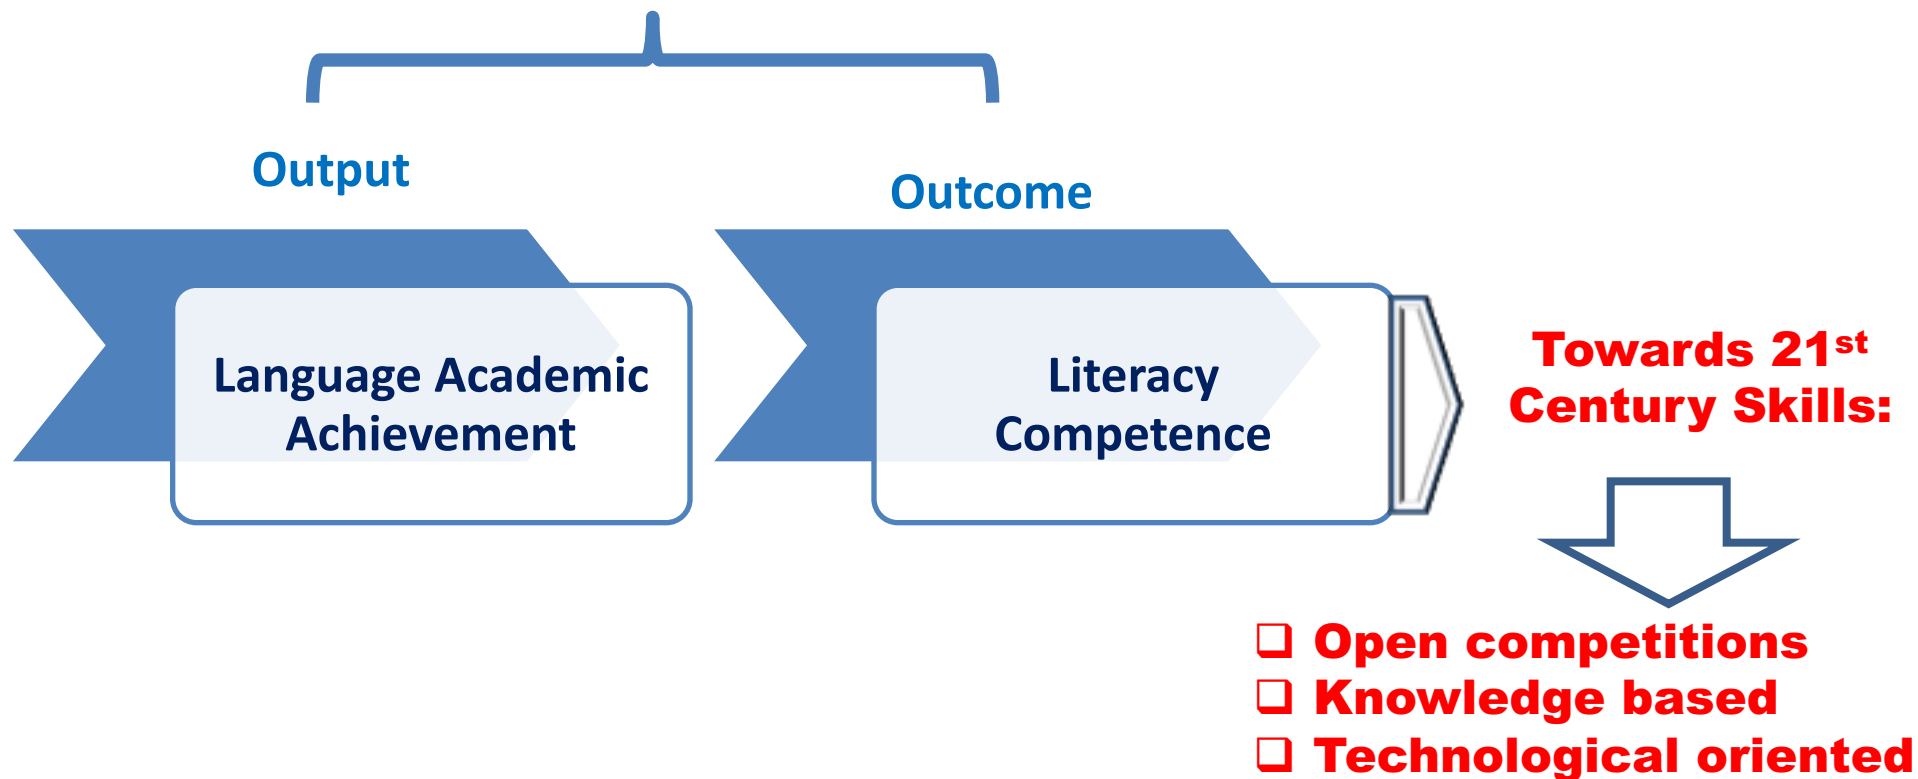 Output
Outcome
Language Academic
Achievement
Literacy
Competence
Towards 21st
Century Skills:
❑ Open competitions
❑ Knowledge based
❑ Technological oriented